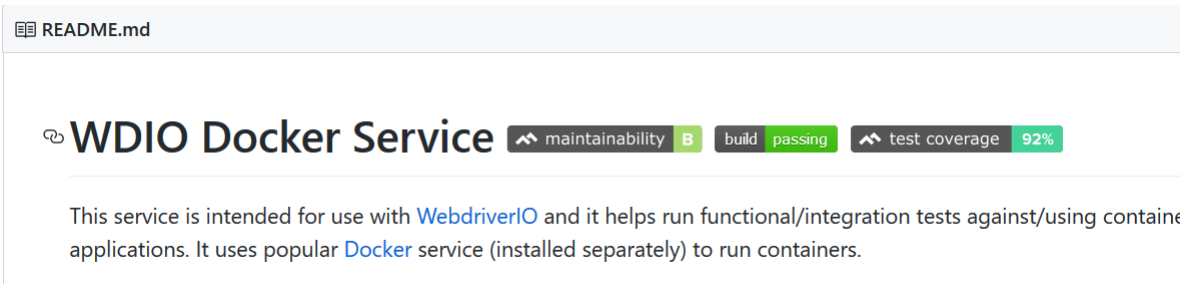 README.md
WDIO Docker Service maintainability B build passing test coverage 92%
This service is intended for use with WebdriverIO and it helps run functional/integration tests against/using
applications. It uses popular Docker service (installed separately) to run containers.